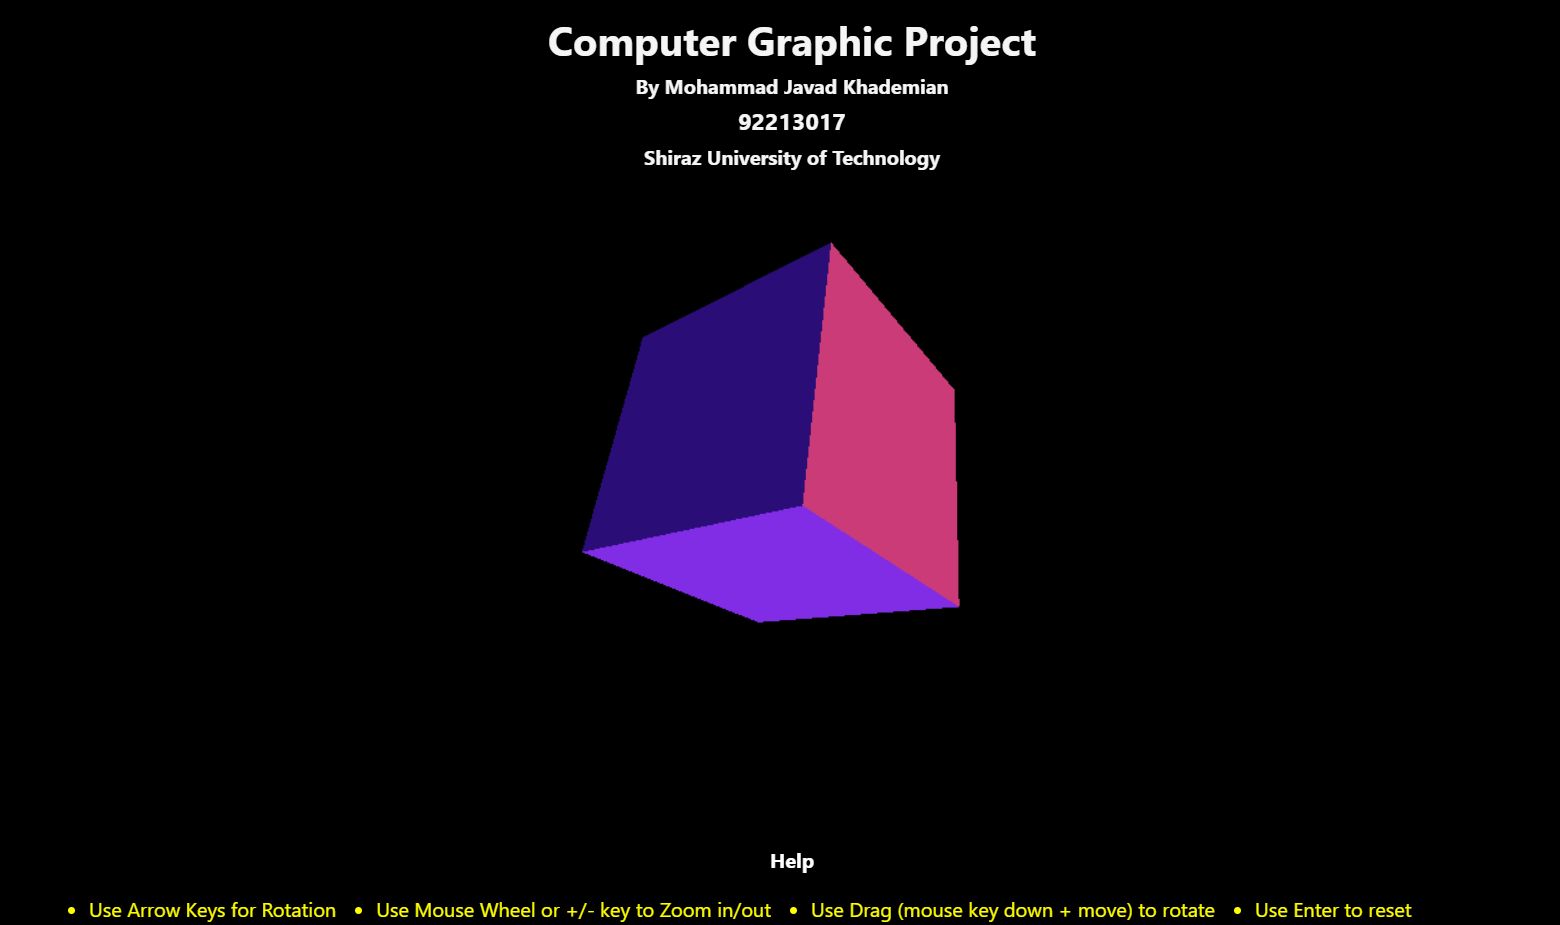 Computer Graphic Project
By Mohammad Javad Khademian
92213017
Shiraz University of Technology
Help
• Use Arrow Keys for Rotation • Use Mouse Wheel or +/- key to Zoom in/out • Use Drag (mouse key down + move) to rotate • Use Enter to reset